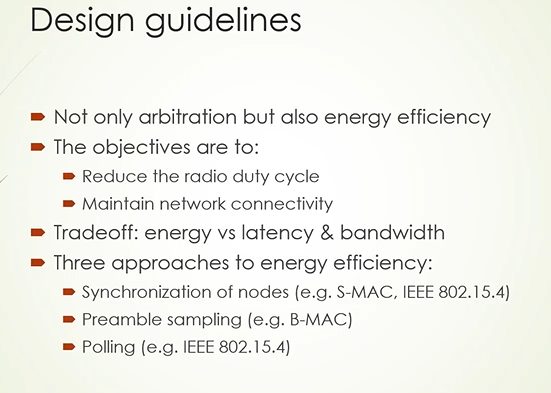 Design guidelines
Not only arbitration but also energy efficiency
The objectives are to:
Reduce the radio duty cycle
Maintain network connectivity
Tradeoff: energy vs latency & bandwidth
Three approaches to energy efficiency:
Synchronization of nodes (e.g. S-MAC, IEEE 802.15.4)
Preamble sampling (e.g. B-MAC)
Polling (e.g. IEEE 802.15.4)